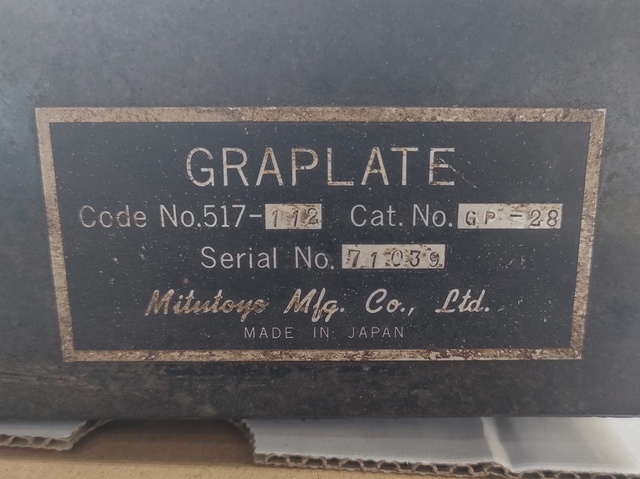 GRAPLATE
Code No.517-112 Cat. No. GP-28
Serial No. 71039
Mitutoyo Mfg. Co., Ltd.
MADE IN JAPAN